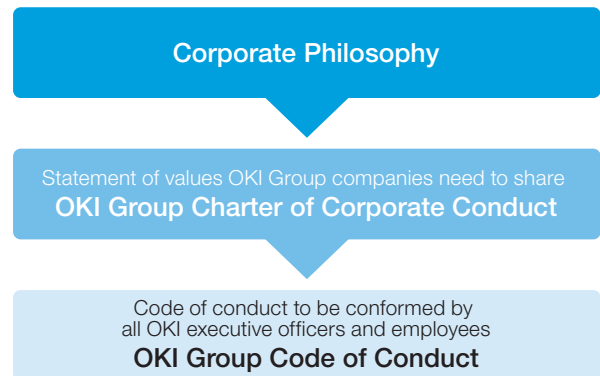 Corporate Philosophy
Statement of values OKI Group companies need to share
OKI Group Charter of Corporate Conduct
Code of conduct to be conformed by
all OKI executive officers and employees
OKI Group Code of Conduct